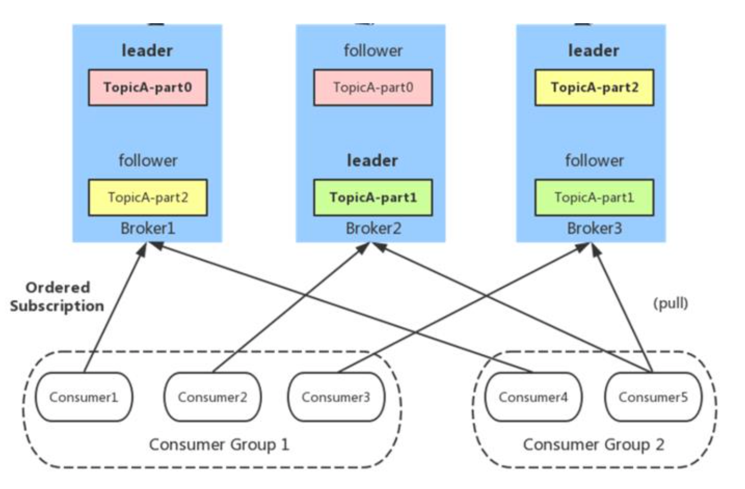 leader
TopicA-part0
follower
TopicA-part2
Broker1
follower
TopicA-part0
leader
TopicA-part1
Broker2
leader
TopicA-part2
follower
TopicA-part1
Broker3
Ordered
Subscription
(pull)
Consumer1
Consumer2
Consumer3
Consumer Group 1
Consumer4
Consumer5
Consumer Group 2